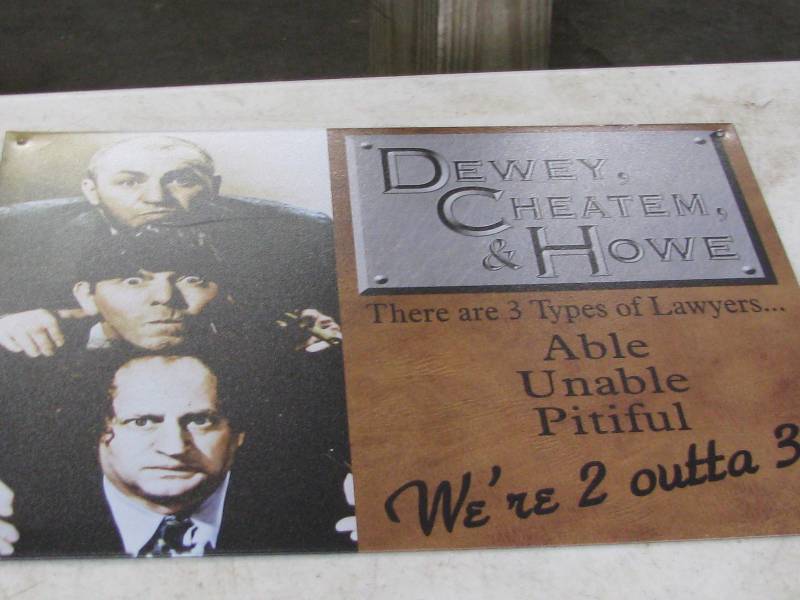 DEWEY,
CHEATEM,
& HOWE
There are 3 Types of Lawyers...
Able
Unable
Pitiful
We're 2 outta 3